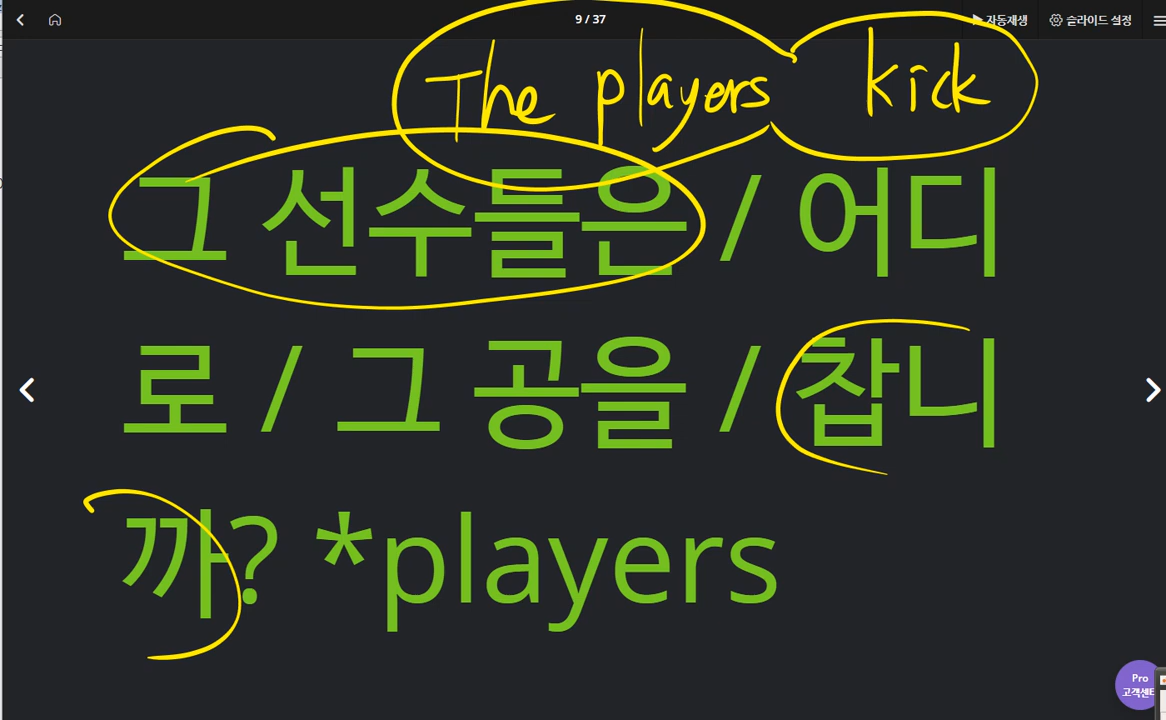 9 / 37
자동재생
슬라이드 설정
The players kick
그 선수들은 / 어디
로 / 그 공을 / 찹니
까? *players
Pro
고객센터